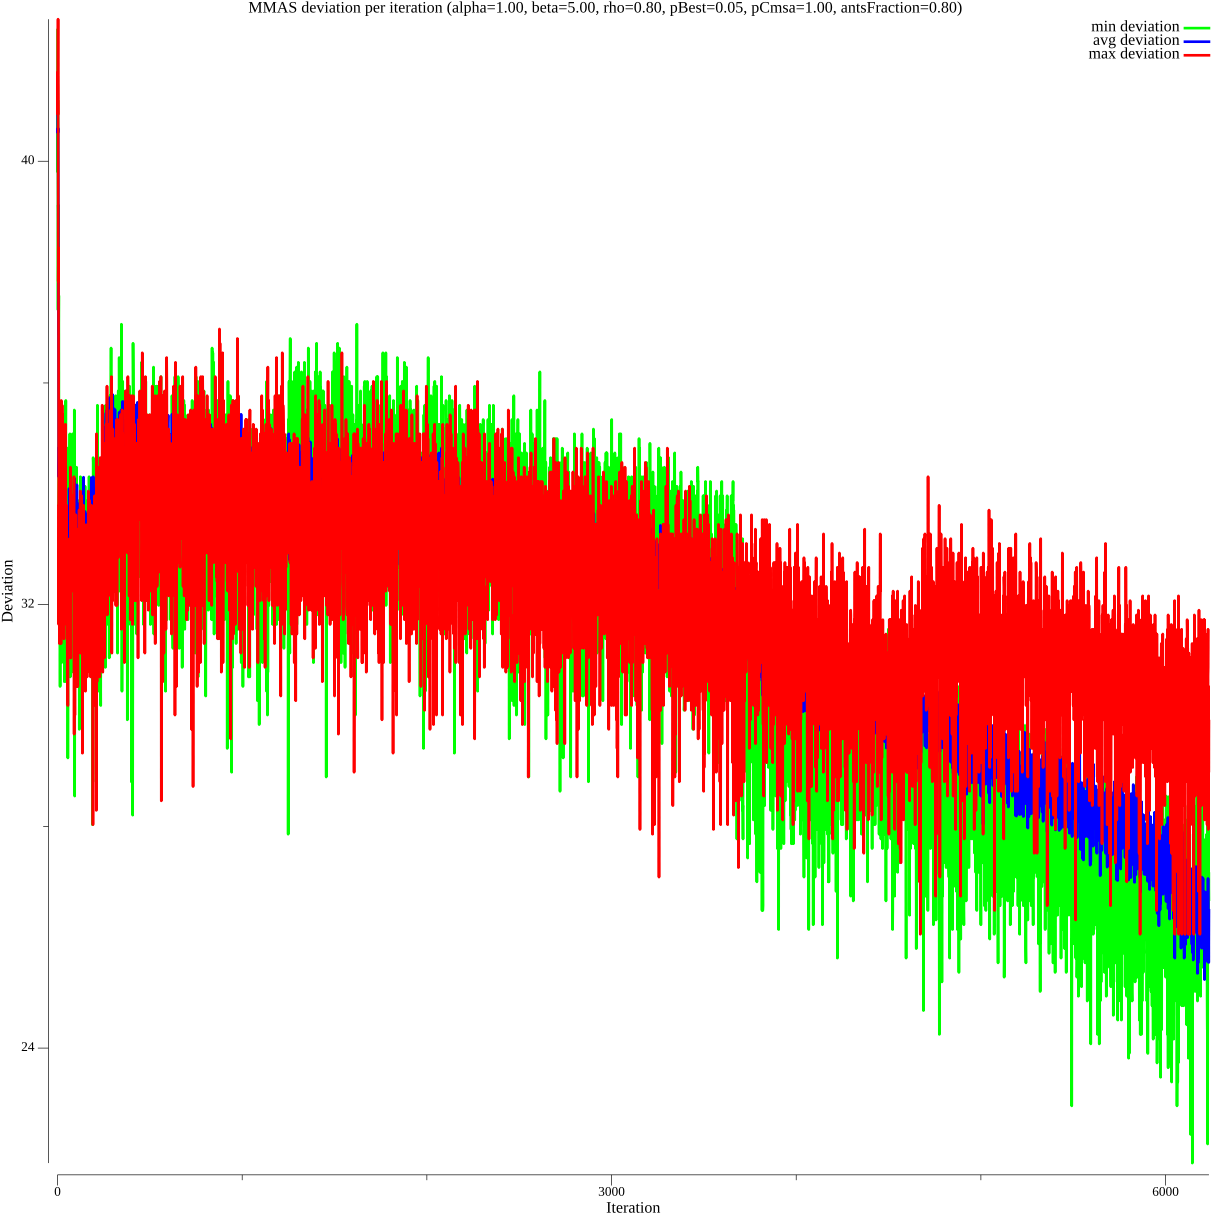 MMAS deviation per iteration (alpha=1.00, beta=5.00, rho=0.80, pBest=0.05, pCmsa=1.00, antsFraction=0.80)
min deviation
avg deviation
max deviation
40
32
24
Deviation
0
3000
6000
Iteration